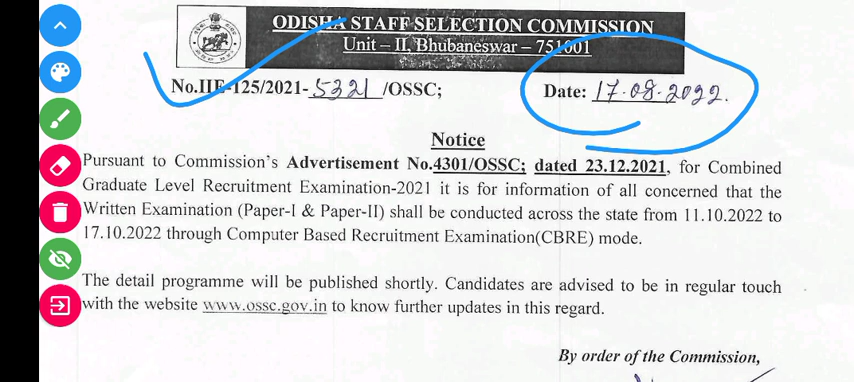 ODISHA STAFF SELECTION COMMISSION
Unit – II, Bhubaneswar – 751001
No.IIE-125/2021- 5321 /OSSC;
Date: 17.08.2022.
Notice
Pursuant to Commission's Advertisement No.4301/OSSC; dated 23.12.2021, for Combined
Graduate Level Recruitment Examination-2021 it is for information of all concerned that the
Written Examination (Paper-I & Paper-II) shall be conducted across the state from 11.10.2022 to
17.10.2022 through Computer Based Recruitment Examination(CBRE) mode.
The detail programme will be published shortly. Candidates are advised to be in regular touch
with the website www.ossc.gov.in to know further updates in this regard.
By order of the Commission,